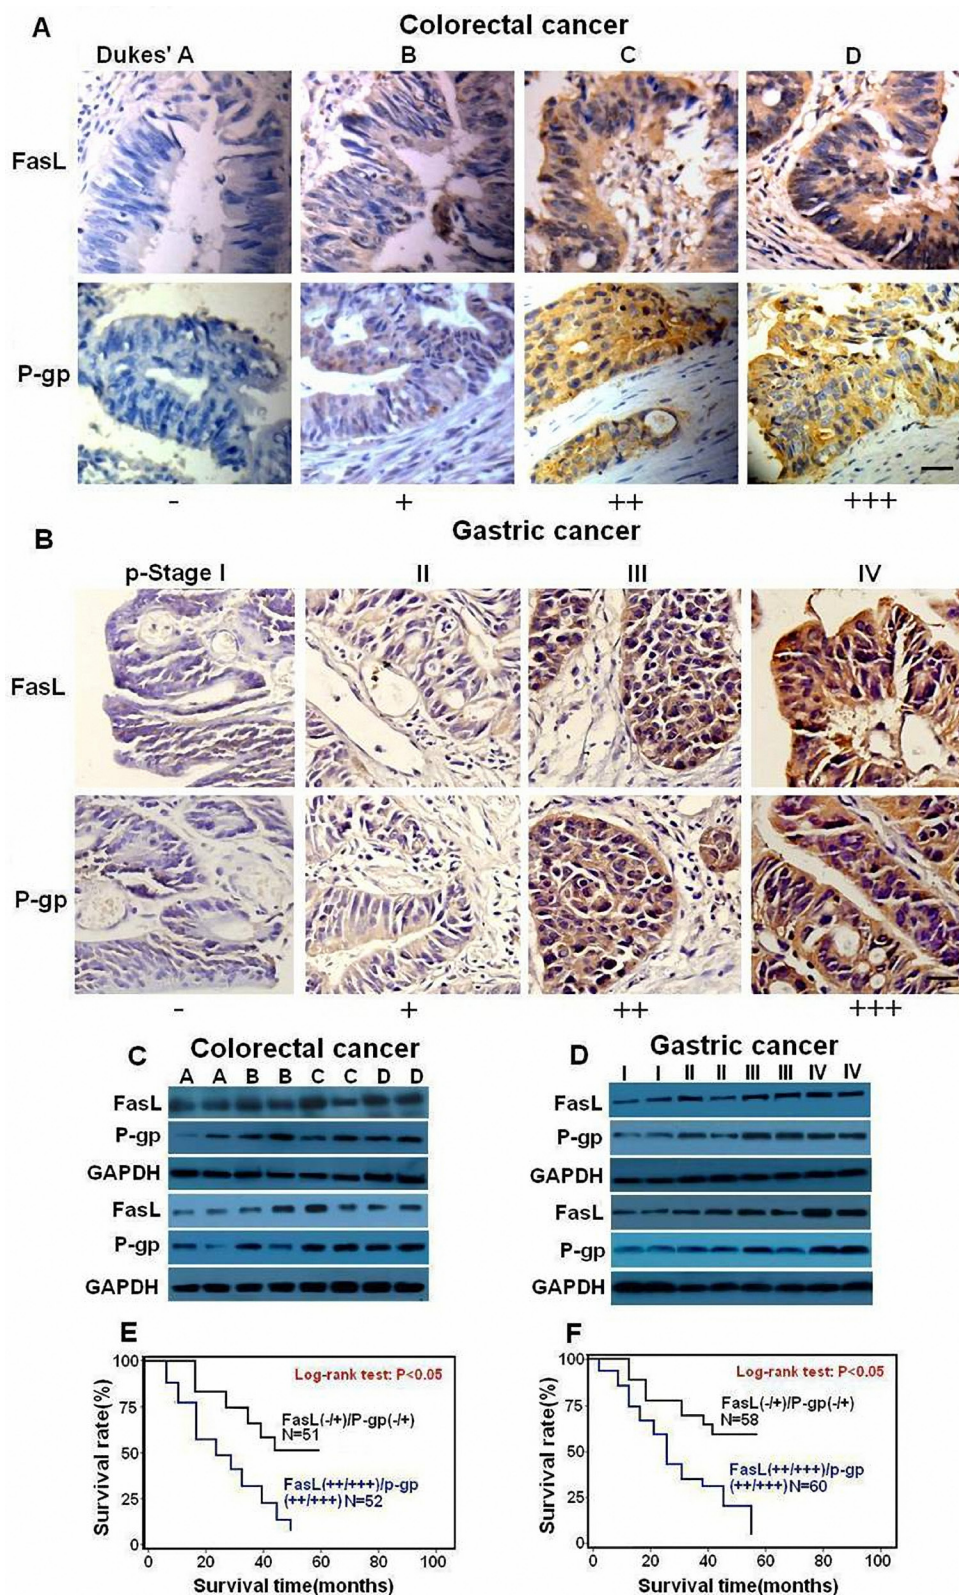 A Colorectal cancer
Dukes' A B C D
FasL
P-gp
- + ++ +++
B Gastric cancer
p-Stage I II III IV
FasL
P-gp
- + ++ +++
C Colorectal cancer
A A B B C C D D
FasL
P-gp
GAPDH
FasL
P-gp
GAPDH
D Gastric cancer
I I II II III III IV IV
FasL
P-gp
GAPDH
FasL
P-gp
GAPDH
E
Survival rate(%)
100
75
50
25
0
Log-rank test: P<0.05
FasL(-/+)/P-gp(-/+)
N=51
FasL(++/+++)/p-gp
(++/+++) N=52
0 20 40 60 80 100
Survival time(months)
F
Survival rate(%)
100
75
50
25
0
Log-rank test: P<0.05
FasL(-/+)/P-gp(-/+)
N=58
FasL(++/+++)/p-gp
(++/+++) N=60
0 20 40 60 80 100
Survival time(months)